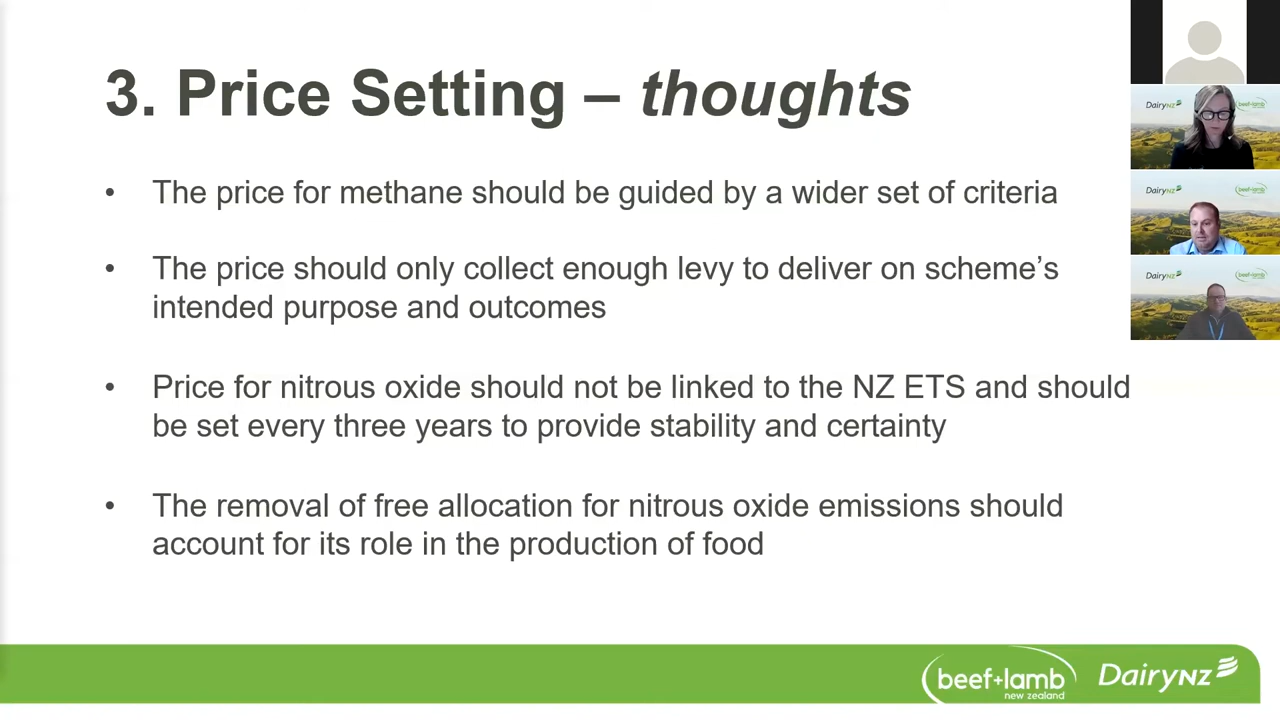 3. Price Setting – thoughts
• The price for methane should be guided by a wider set of criteria
• The price should only collect enough levy to deliver on scheme’s
intended purpose and outcomes
• Price for nitrous oxide should not be linked to the NZ ETS and should
be set every three years to provide stability and certainty
• The removal of free allocation for nitrous oxide emissions should
account for its role in the production of food
DairyNZ beef+lamb
DairyNZ beef+lamb
DairyNZ beef+lamb
beef+lamb
new zealand
DairyNZ